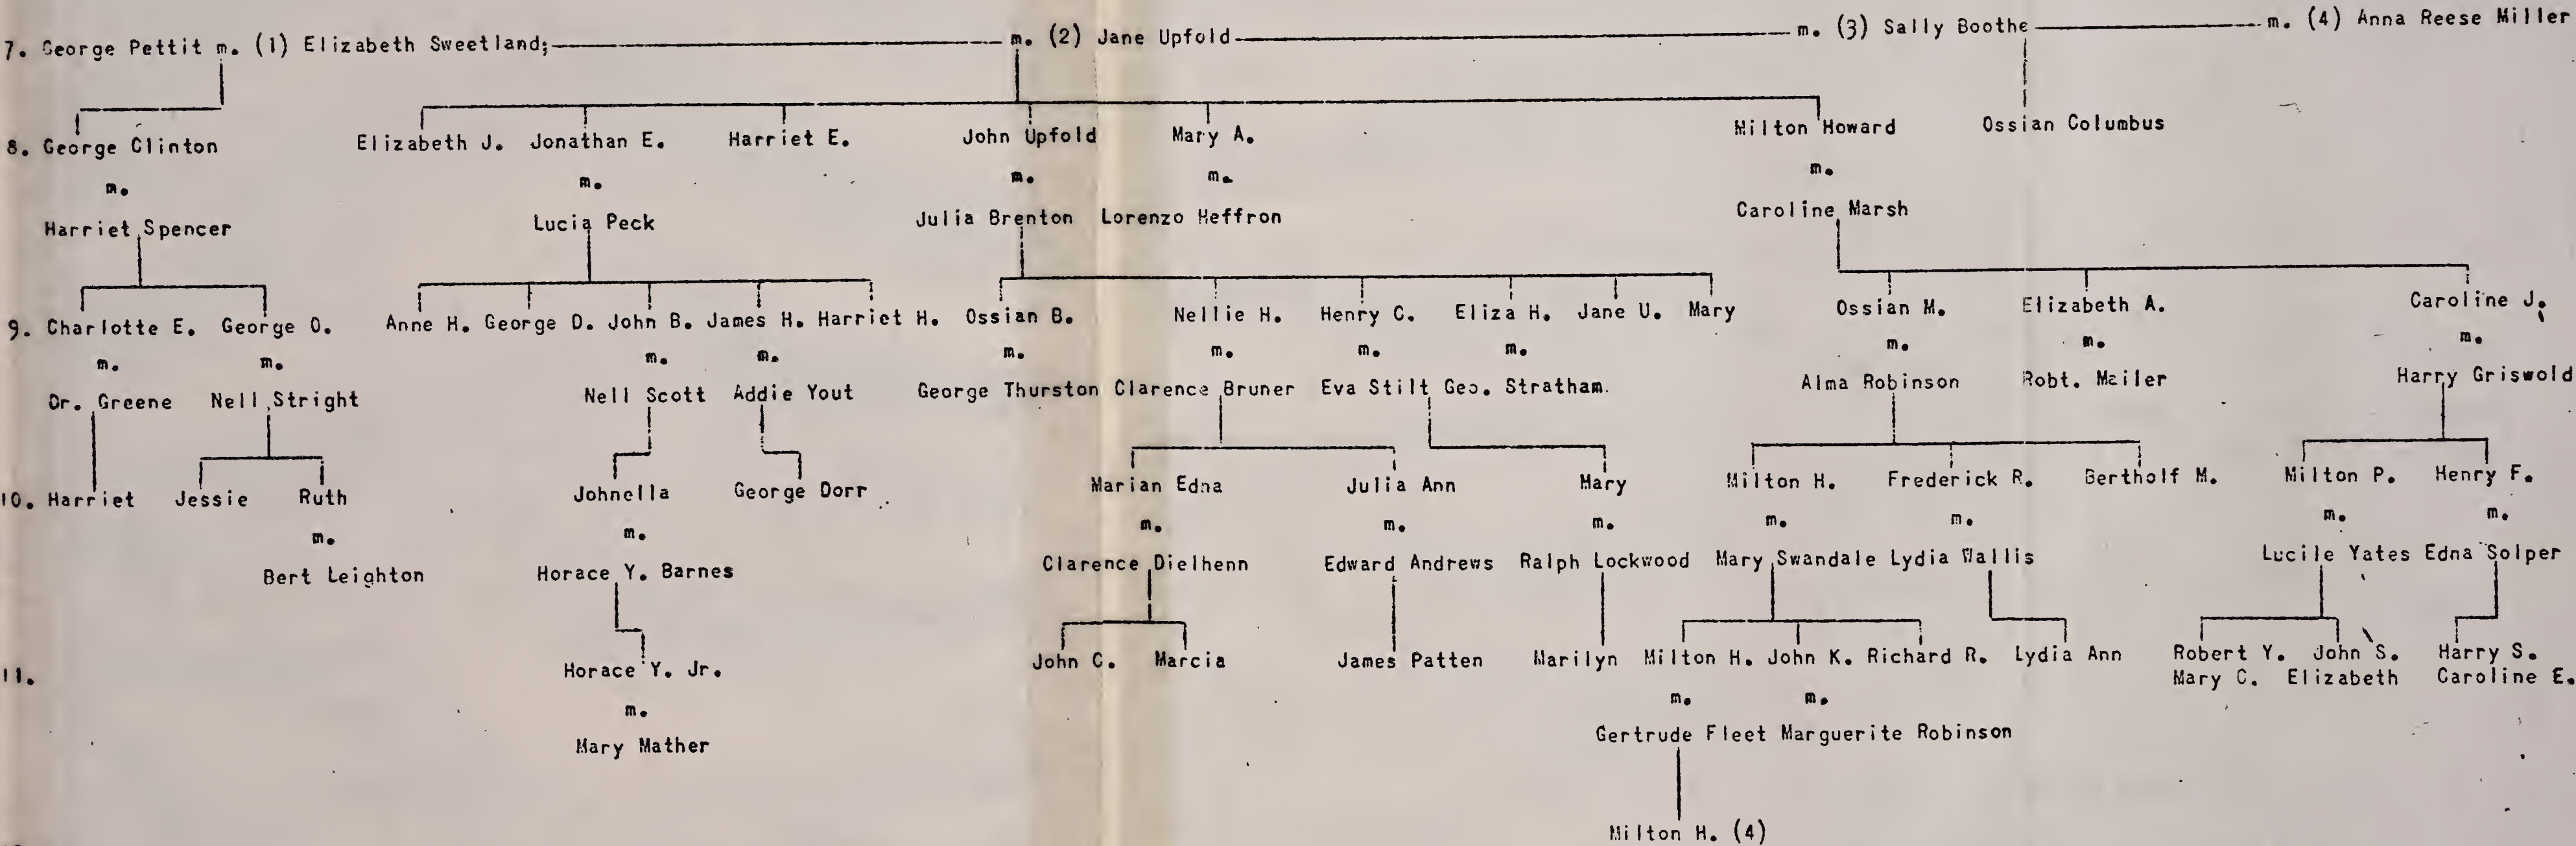 7. George Pettit m. (1) Elizabeth Sweetland; m. (2) Jane Upfold m. (3) Sally Boothe m. (4) Anna Reese Miller
8. George Clinton Elizabeth J. Jonathan E. Harriet E. John Upfold Mary A. Milton Howard Ossian Columbus
m. m. m. m. m.
Harriet Spencer Lucia Peck Julia Brenton Lorenzo Heffron Caroline Marsh
9. Charlotte E. George O. Anne H. George D. John B. James H. Harriet H. Ossian B. Nellie H. Henry C. Eliza H. Jane U. Mary Ossian M. Elizabeth A. Caroline J.
m. m. m. m. m. m. m. m. m. m. m.
Dr. Greene Nell Stright Nell Scott Addie Yout George Thurston Clarence Bruner Eva Stilt Geo. Stratham. Alma Robinson Robt. Mailer Harry Griswold
10. Harriet Jessie Ruth Johnella George Dorr Marian Edna Julia Ann Mary Milton H. Frederick R. Bertholf M. Milton P. Henry F.
m. m. m. m. m. m. m. m. m.
Bert Leighton Horace Y. Barnes Clarence Dielhenn Edward Andrews Ralph Lockwood Mary Swandale Lydia Wallis Lucile Yates Edna Solper
11. Horace Y. Jr. John C. Marcia James Patten Marilyn Milton H. John K. Richard R. Lydia Ann Robert Y. John S. Harry S.
Mary C. Elizabeth Caroline E.
m. m. m.
Mary Mather Gertrude Fleet Marguerite Robinson
Milton H. (4)